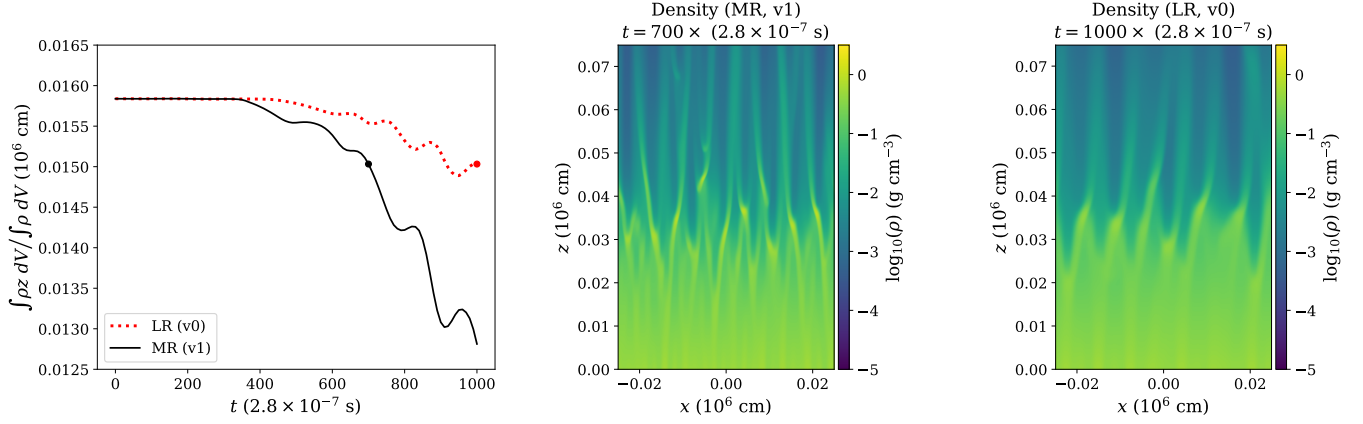 0.0165
0.0160
0.0155
0.0150
0.0145
0.0140
0.0135
0.0130
0.0125
∫ρz dV/∫ρ dV (10⁶ cm)
LR (v0)
MR (v1)
0 200 400 600 800 1000
t (2.8 × 10⁻⁷ s)
Density (MR, v1)
t = 700 × (2.8 × 10⁻⁷ s)
0.07
0.06
0.05
0.04
0.03
0.02
0.01
0.00
z (10⁶ cm)
−0.02 0.00 0.02
x (10⁶ cm)
0
−1
−2
−3
−4
−5
log₁₀(ρ) (g cm⁻³)
Density (LR, v0)
t = 1000 × (2.8 × 10⁻⁷ s)
0.07
0.06
0.05
0.04
0.03
0.02
0.01
0.00
z (10⁶ cm)
−0.02 0.00 0.02
x (10⁶ cm)
0
−1
−2
−3
−4
−5
log₁₀(ρ) (g cm⁻³)